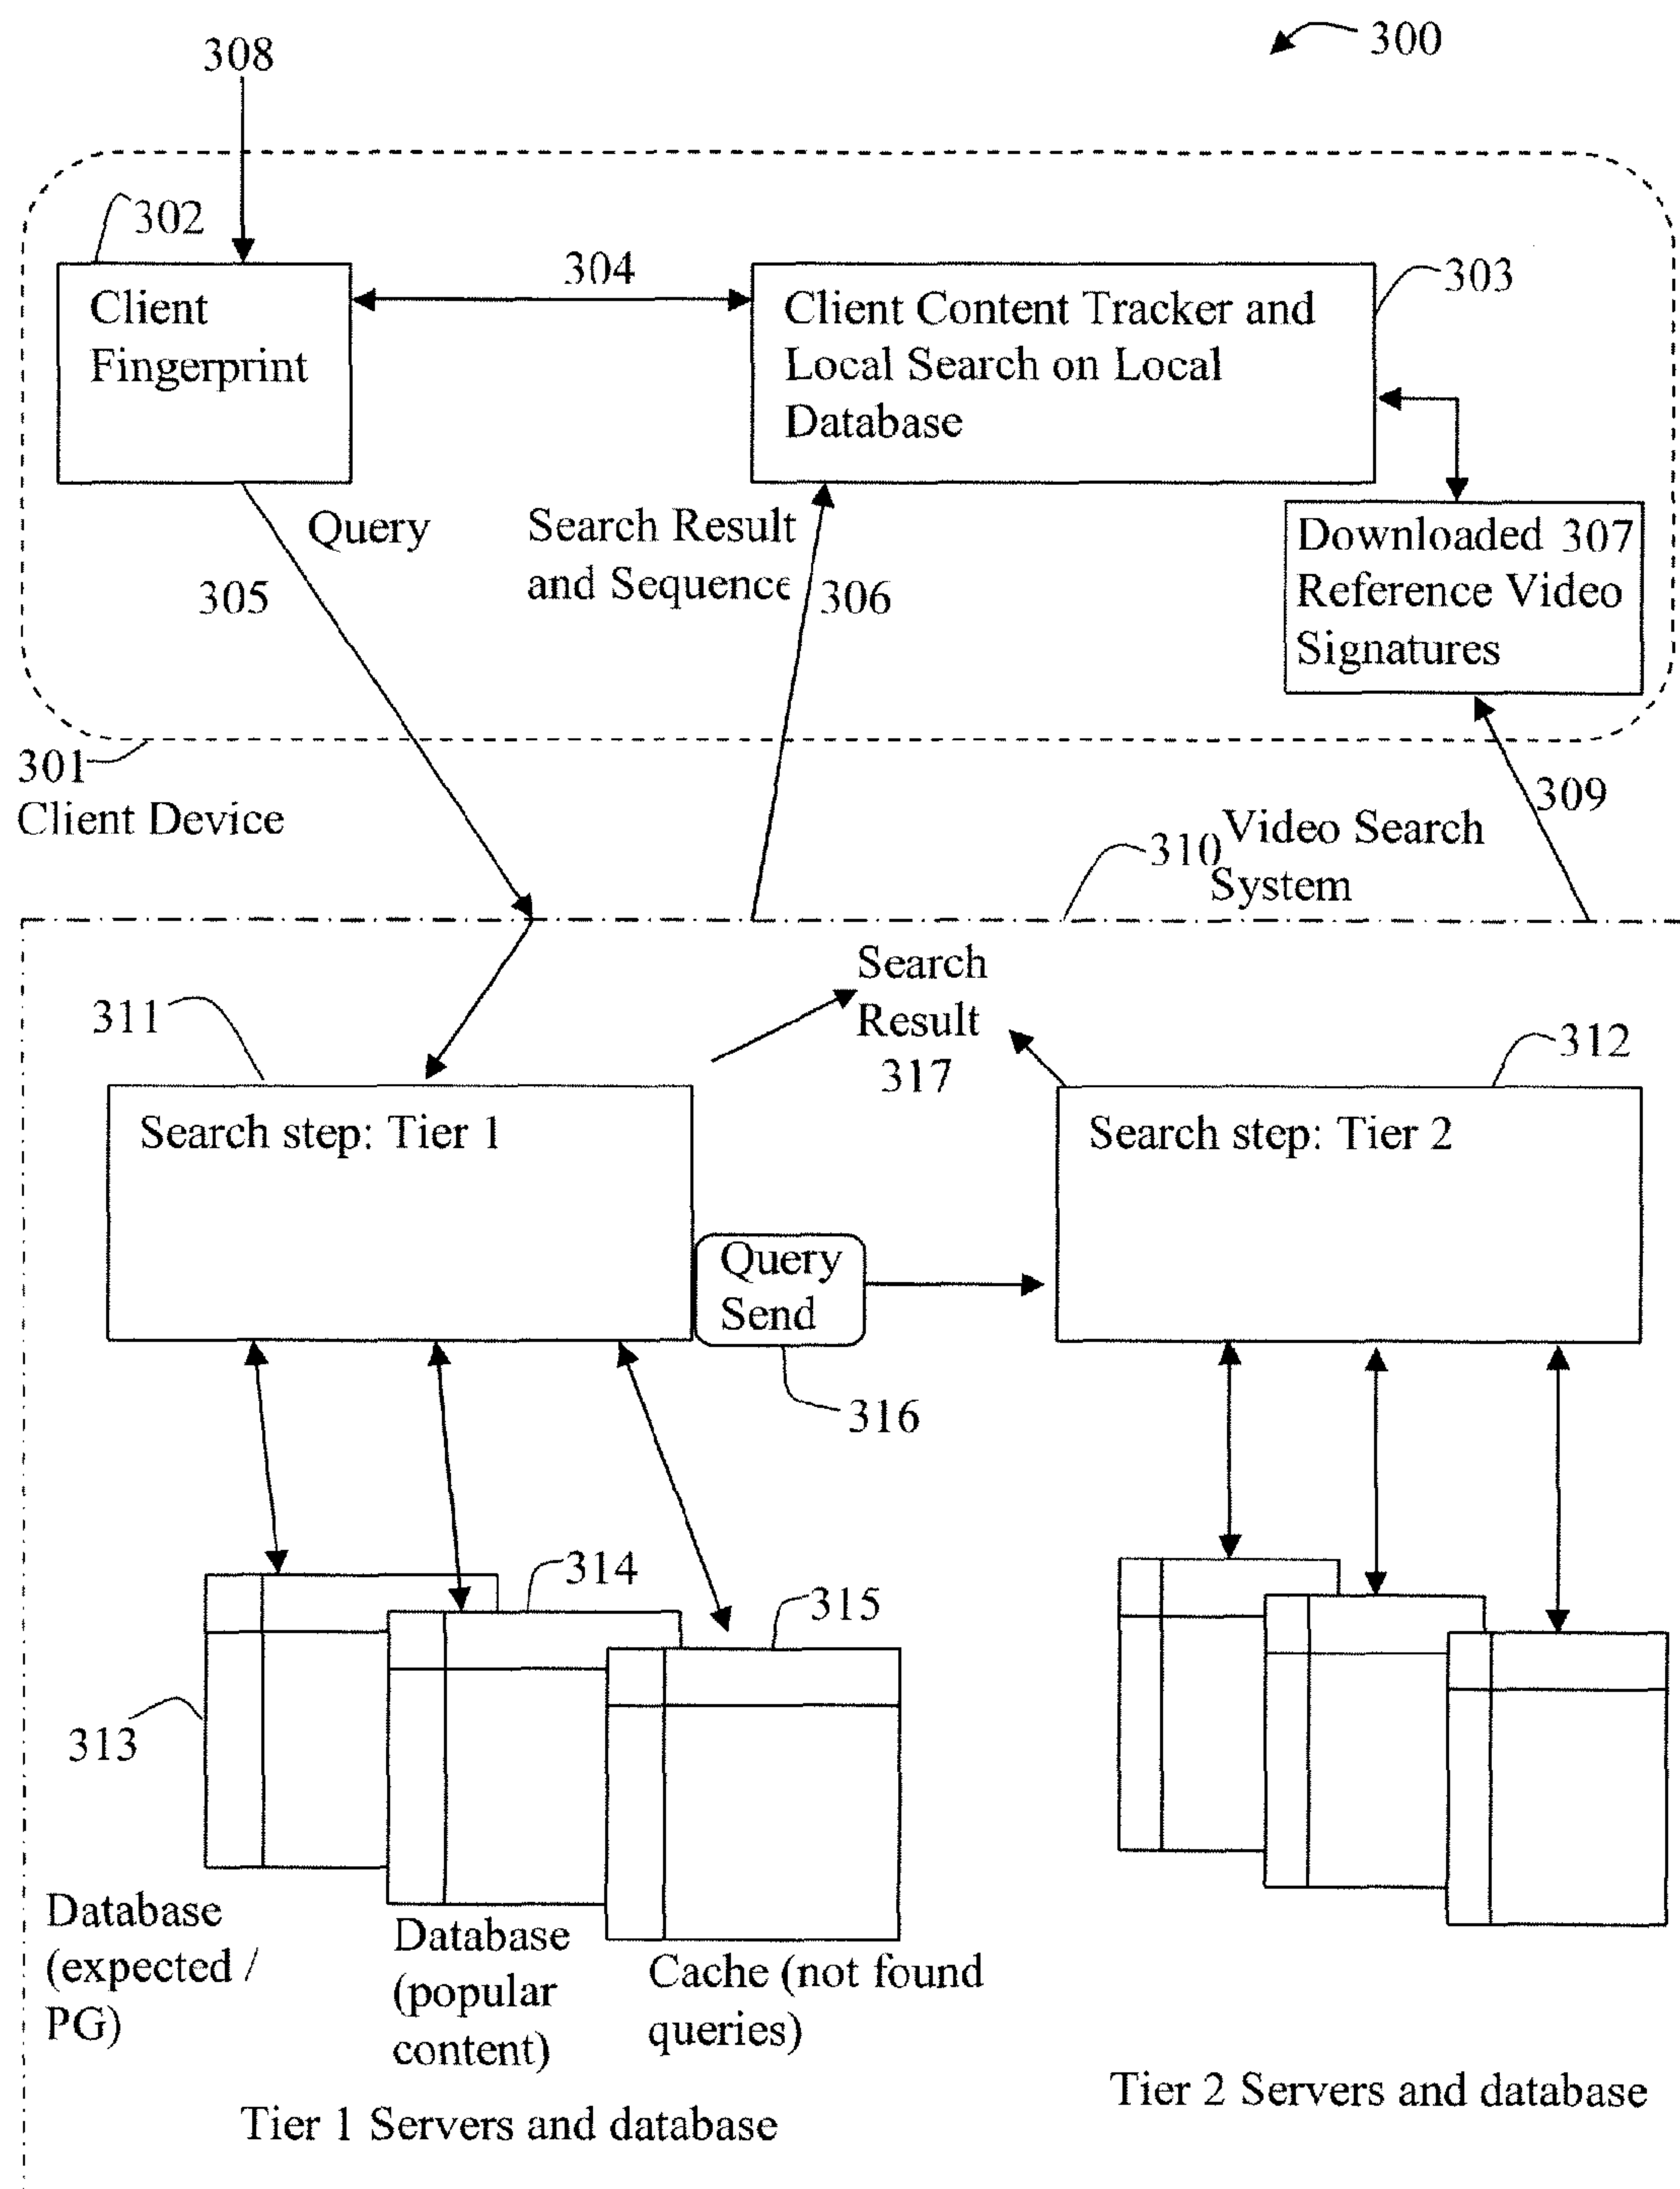 300
308
302
Client
Fingerprint
304
303
Client Content Tracker and
Local Search on Local
Database
Query
305
Search Result
and Sequence
306
Downloaded 307
Reference Video
Signatures
301
Client Device
309
310
Video Search
System
Search
Result
317
311
312
Search step: Tier 1
Search step: Tier 2
Query
Send
316
314
315
313
Database
(expected /
PG)
Database
(popular
content)
Cache (not found
queries)
Tier 1 Servers and database
Tier 2 Servers and database